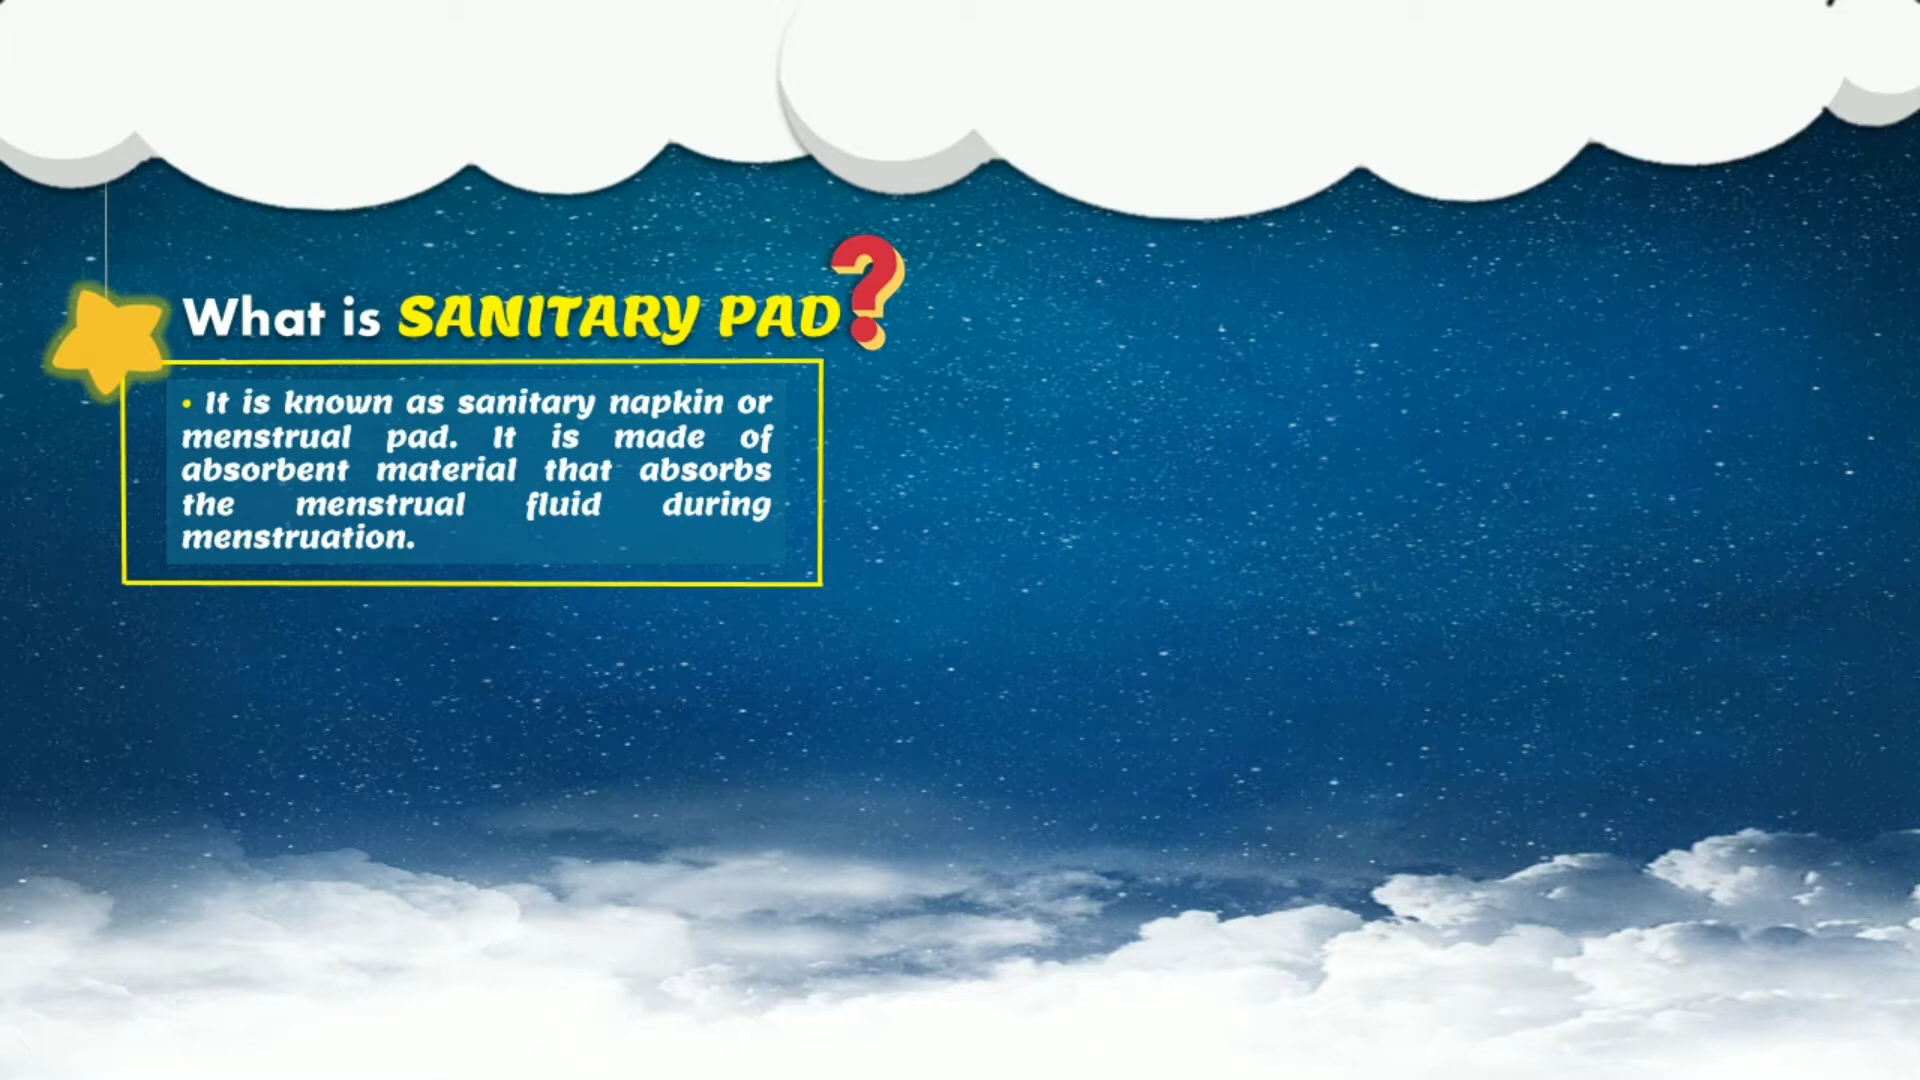 What is SANITARY PAD?
• It is known as sanitary napkin or
menstrual pad. It is made of
absorbent material that absorbs
the menstrual fluid during
menstruation.